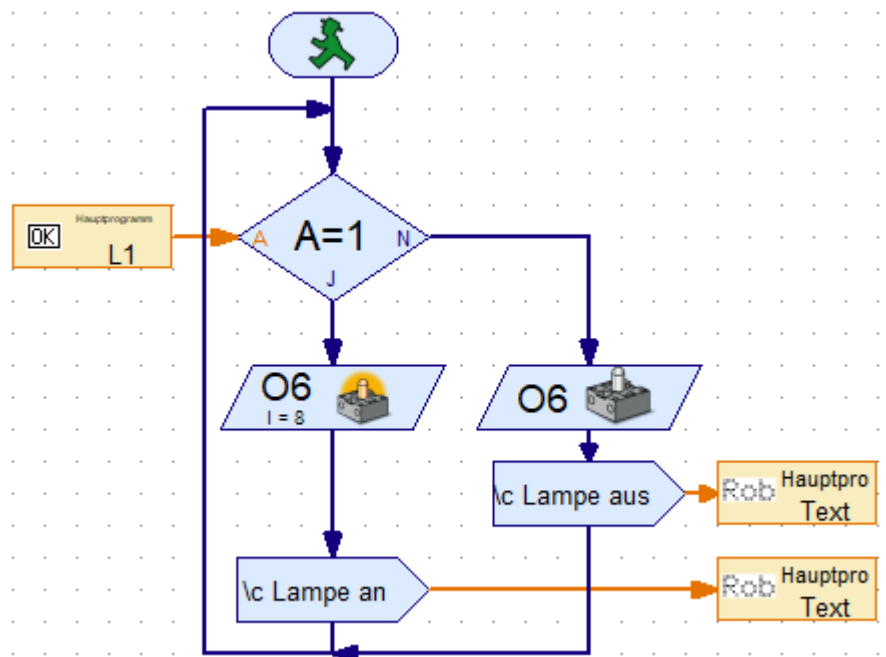 OK
Hauptprogramm
L1
A
A=1
N
J
O6
I = 8
O6
\c Lampe aus
Rob
Hauptpro
Text
\c Lampe an
Rob
Hauptpro
Text